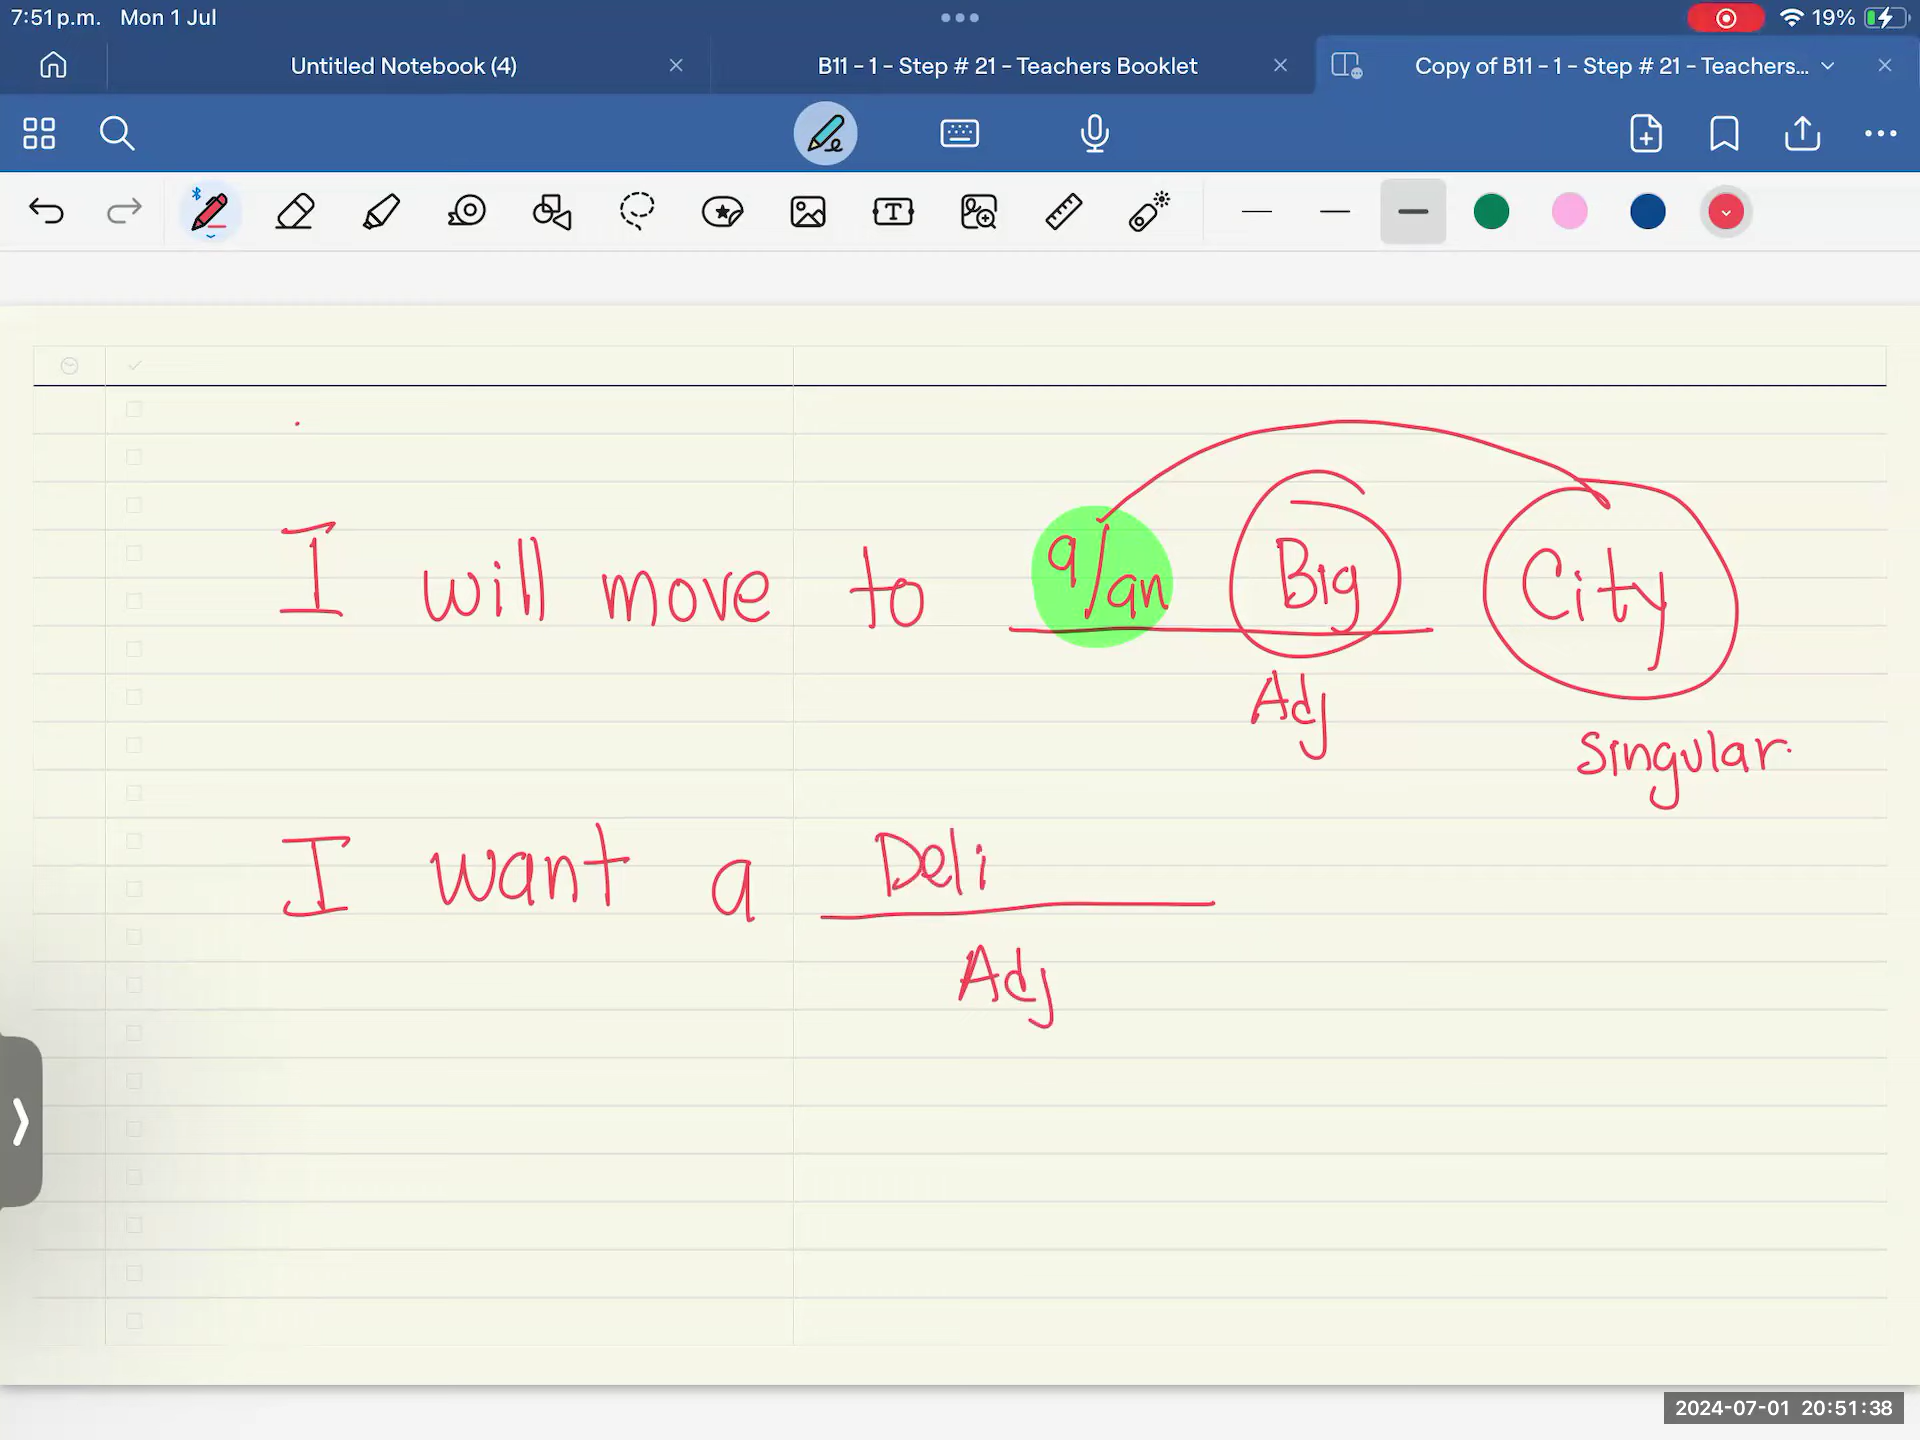 7:51 p.m. Mon 1 Jul 19%
Untitled Notebook (4) B11 - 1 - Step # 21 - Teachers Booklet Copy of B11 - 1 - Step # 21 - Teachers...
I will move to a/an Big City
Adj
Singular.
I want a Deli
Adj
2024-07-01 20:51:38